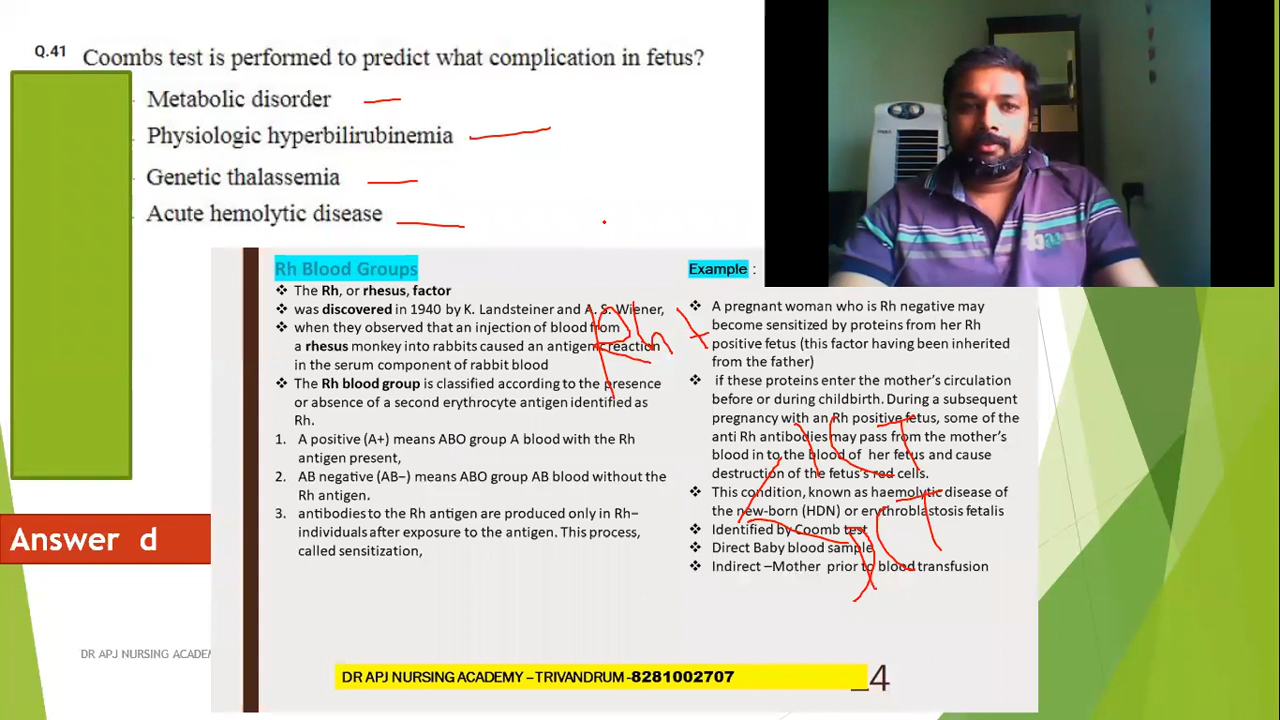 Q.41 Coombs test is performed to predict what complication in fetus?
Metabolic disorder
Physiologic hyperbilirubinemia
Genetic thalassemia
Acute hemolytic disease
Answer d
Rh Blood Groups
❖ The Rh, or rhesus, factor
❖ was discovered in 1940 by K. Landsteiner and A. S. Wiener,
❖ when they observed that an injection of blood from
a rhesus monkey into rabbits caused an antigenic reaction
in the serum component of rabbit blood
❖ The Rh blood group is classified according to the presence
or absence of a second erythrocyte antigen identified as
Rh.
1. A positive (A+) means ABO group A blood with the Rh
antigen present,
2. AB negative (AB−) means ABO group AB blood without the
Rh antigen.
3. antibodies to the Rh antigen are produced only in Rh−
individuals after exposure to the antigen. This process,
called sensitization,
Rh +
Example :
❖ A pregnant woman who is Rh negative may
become sensitized by proteins from her Rh
positive fetus (this factor having been inherited
from the father)
❖ if these proteins enter the mother's circulation
before or during childbirth. During a subsequent
pregnancy with an Rh positive fetus, some of the
anti Rh antibodies may pass from the mother's
blood in to the blood of her fetus and cause
destruction of the fetus's red cells.
❖ This condition, known as haemolytic disease of
the new-born (HDN) or erythroblastosis fetalis
❖ Identified by Coomb test
❖ Direct Baby blood sample
❖ Indirect –Mother prior to blood transfusion
ICT
DCT
DR APJ NURSING ACADEM
DR APJ NURSING ACADEMY – TRIVANDRUM -8281002707
_4